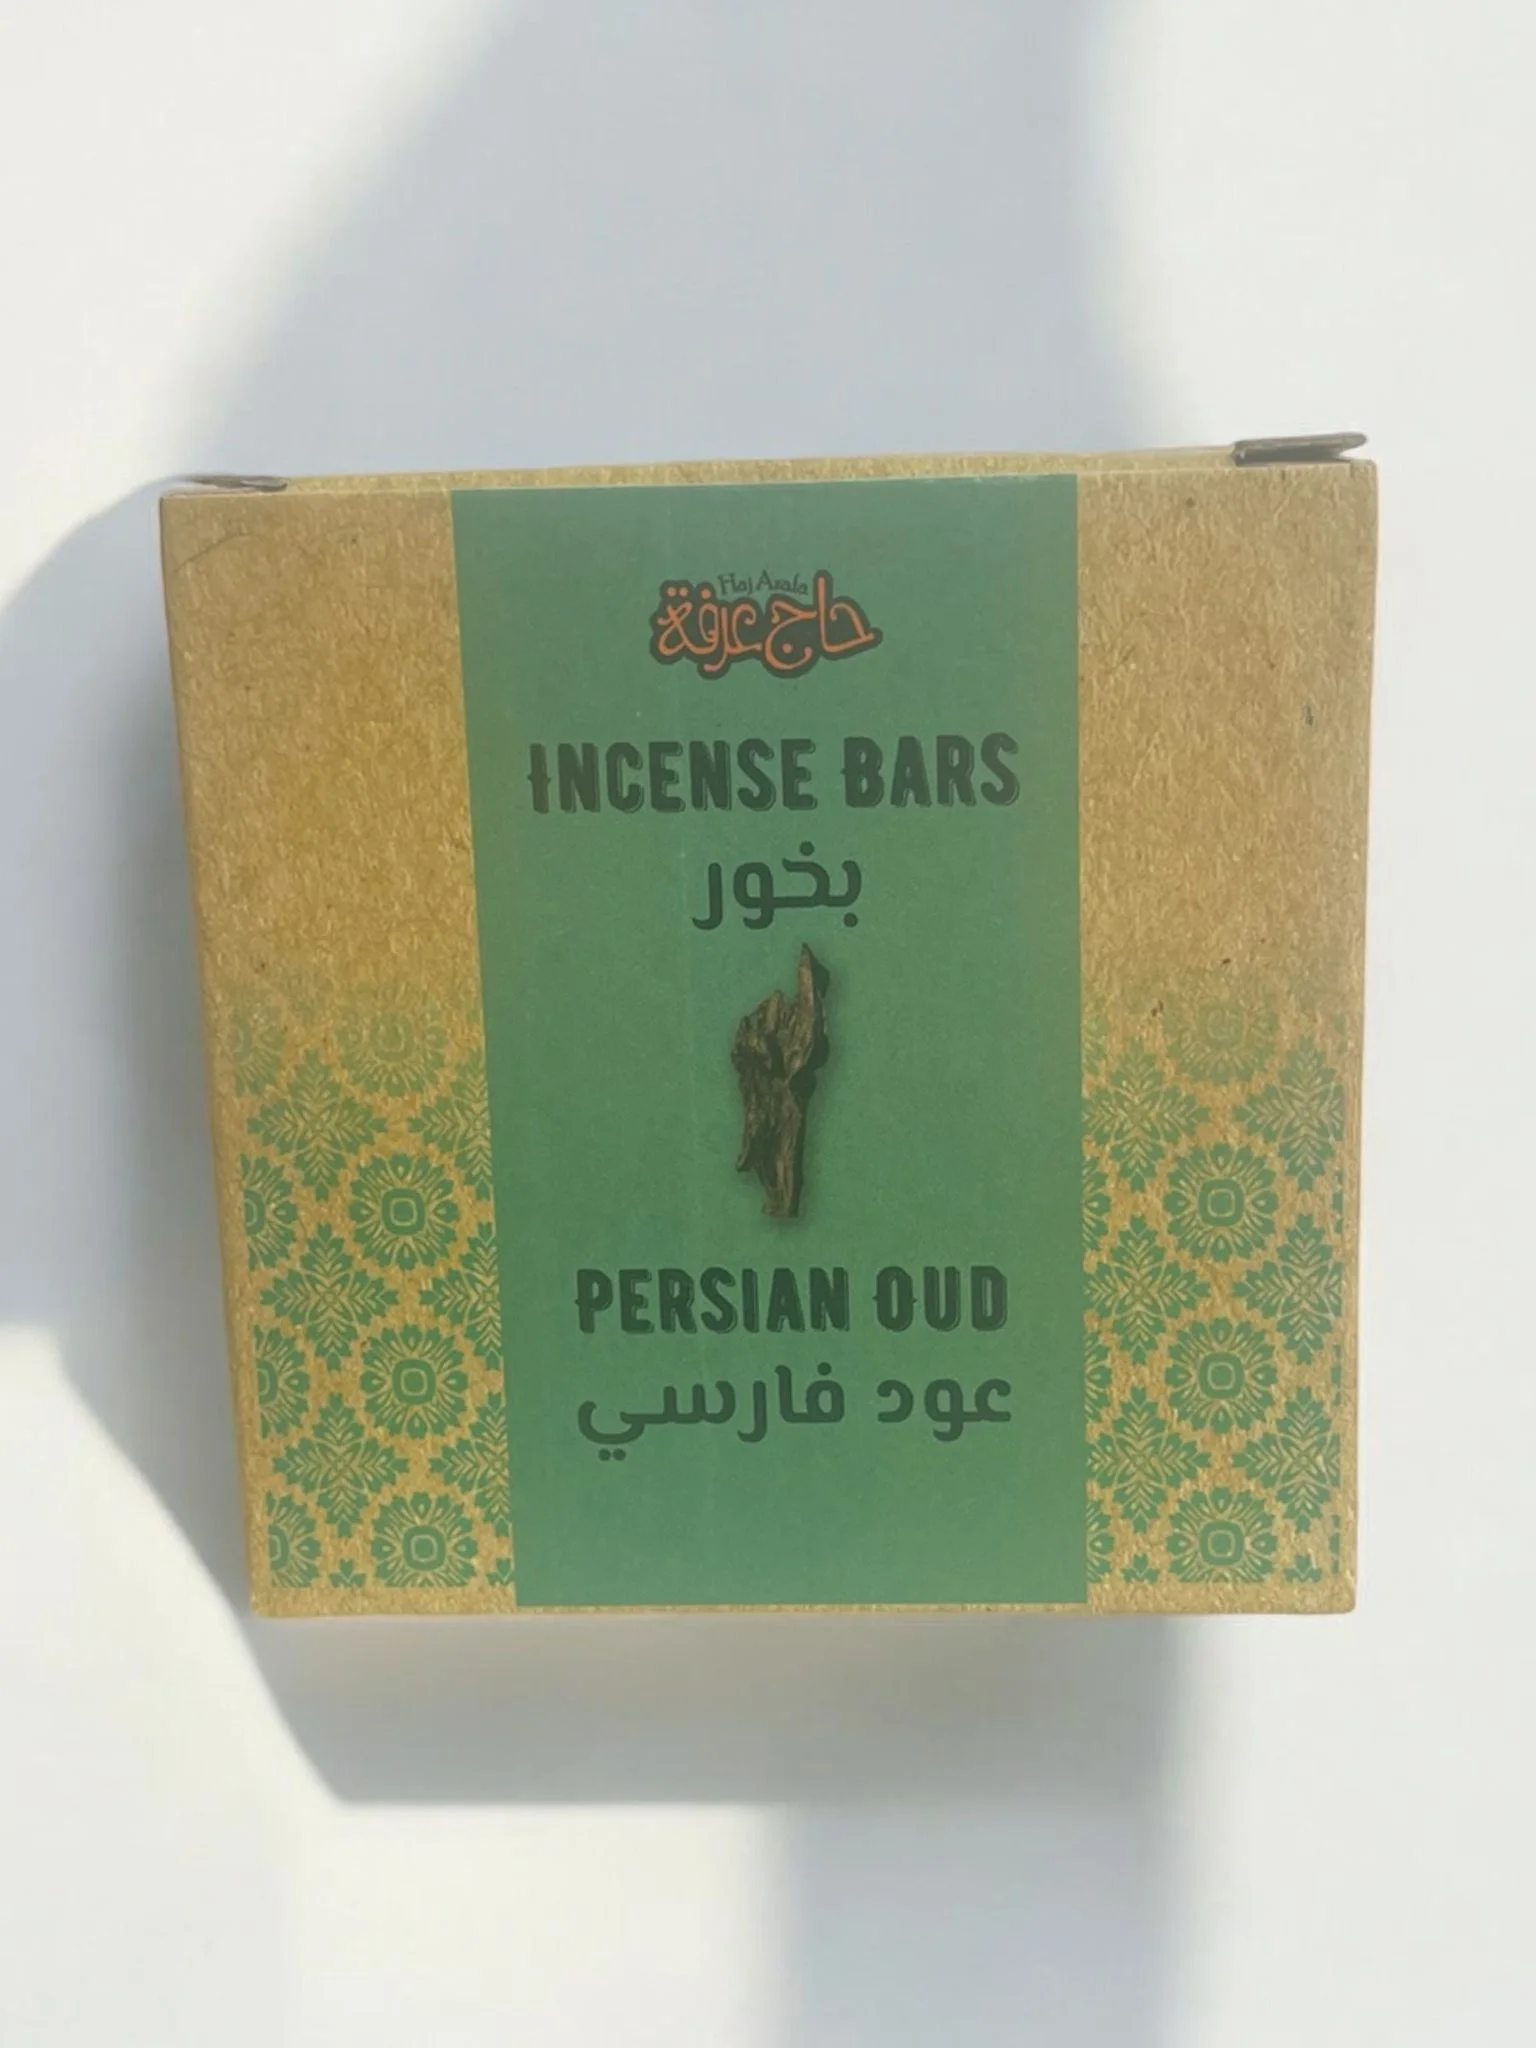 Haj Arafa
حاج عرفة
INCENSE BARS
بخور
PERSIAN OUD
عود فارسي